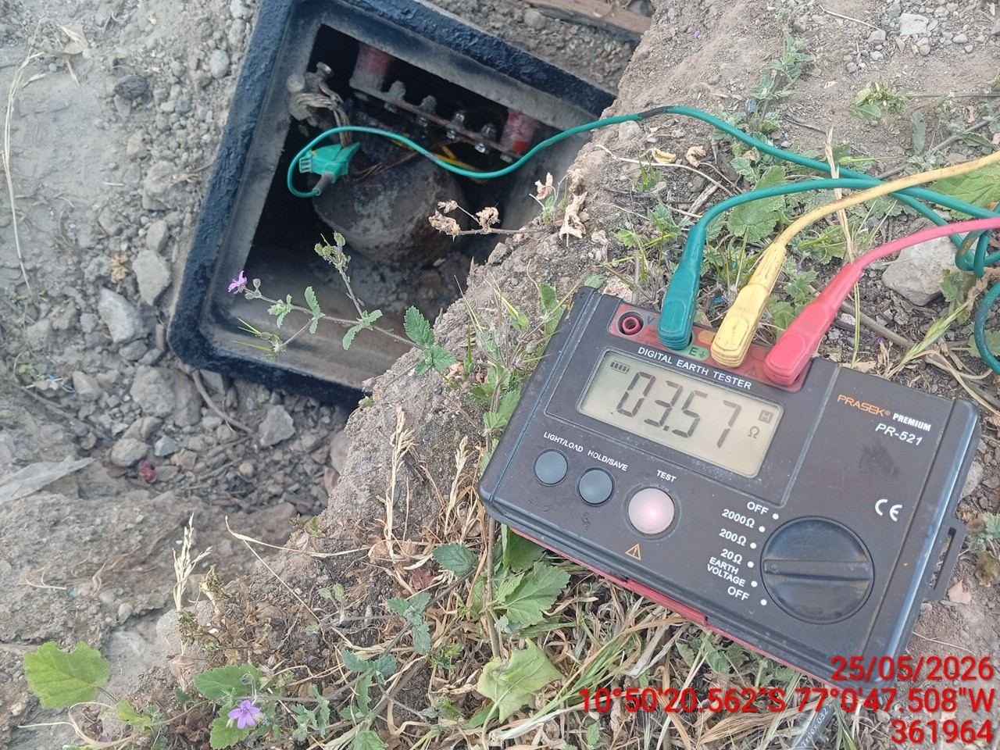 V
E
DIGITAL EARTH TESTER
03.57
H
Ω
PRASEK® PREMIUM
PR-521
LIGHT/LOAD
HOLD/SAVE
TEST
OFF
2000Ω
200Ω
20Ω
EARTH
VOLTAGE
OFF
CE
25/05/2026
10°50'20.562"S 77°0'47.508"W
361964